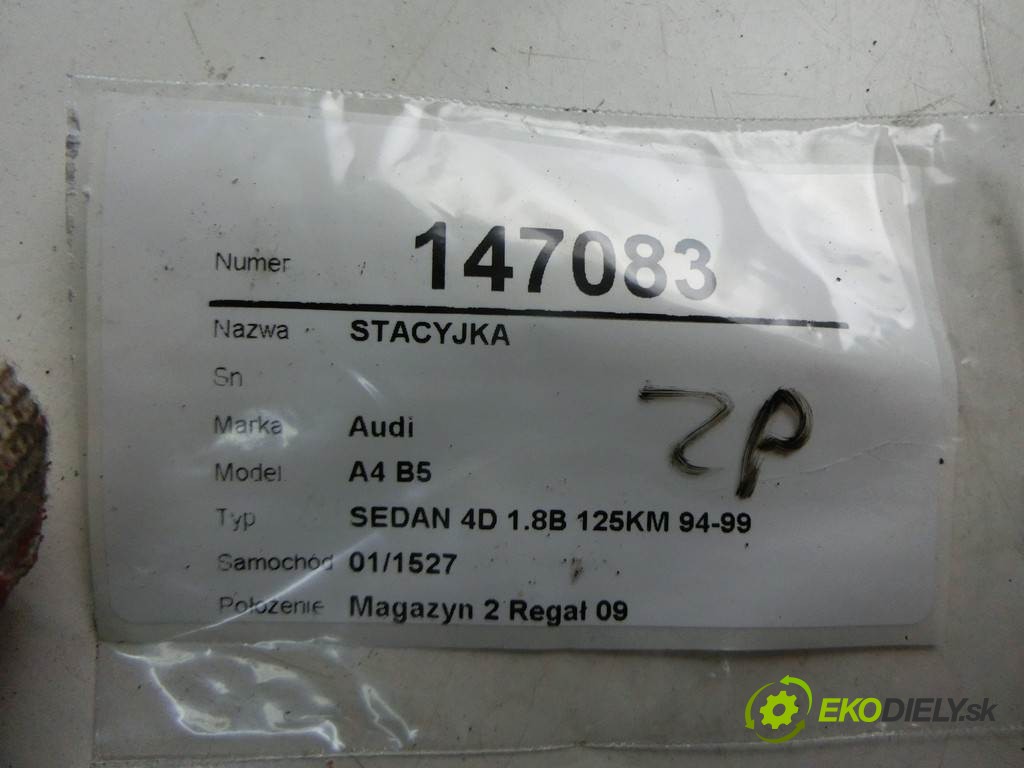 Numer 147083
Nazwa STACYJKA
Sn
Marka Audi
ZP
Model A4 B5
Typ SEDAN 4D 1.8B 125KM 94-99
Samochód 01/1527
Położenie Magazyn 2 Regał 09
EKODIELY.sk